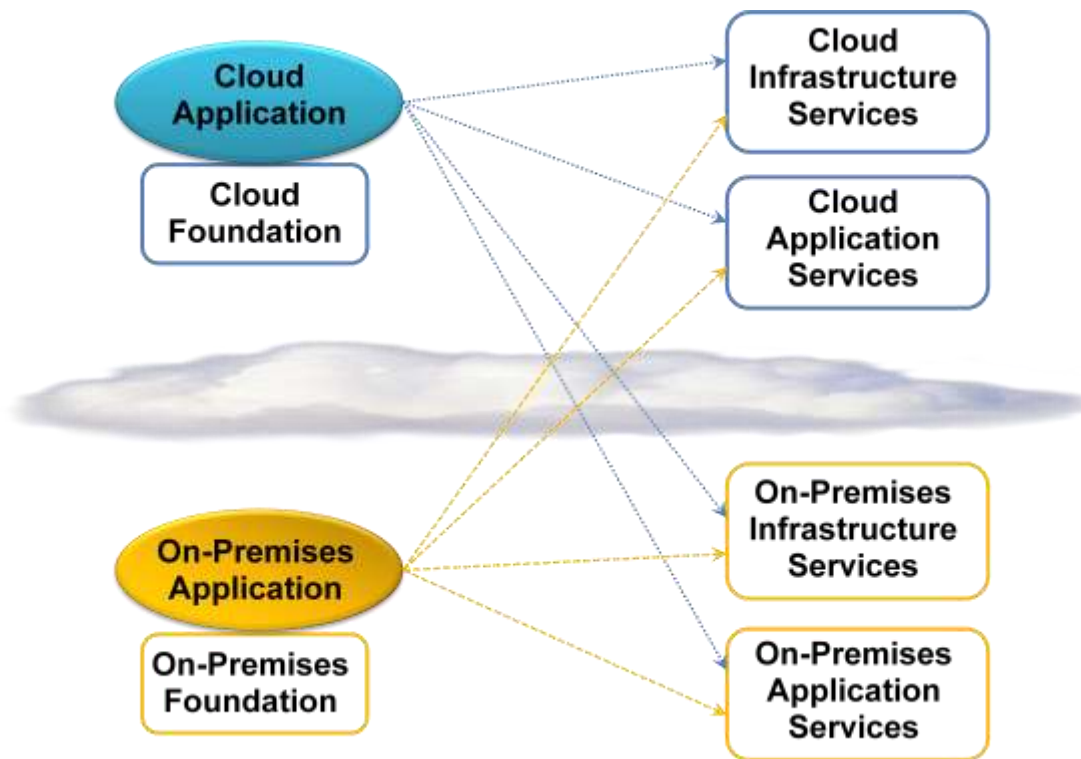 Cloud
Application
Cloud
Foundation
Cloud
Infrastructure
Services
Cloud
Application
Services
On-Premises
Application
On-Premises
Foundation
On-Premises
Infrastructure
Services
On-Premises
Application
Services